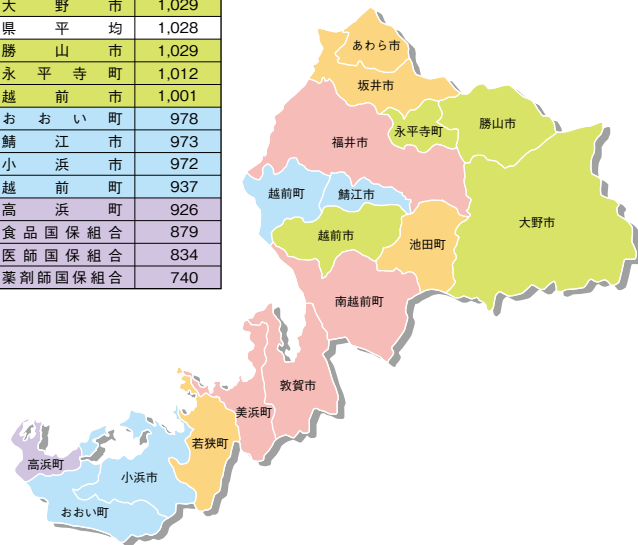 大野市 1,029
県平均 1,028
勝山市 1,029
永平寺町 1,012
越前市 1,001
おおい町 978
鯖江市 973
小浜市 972
越前町 937
高浜町 926
食品国保組合 879
医師国保組合 834
薬剤師国保組合 740
あわら市
坂井市
永平寺町
勝山市
福井市
越前町
鯖江市
大野市
越前市
池田町
南越前町
敦賀市
美浜町
若狭町
高浜町
小浜市
おおい町